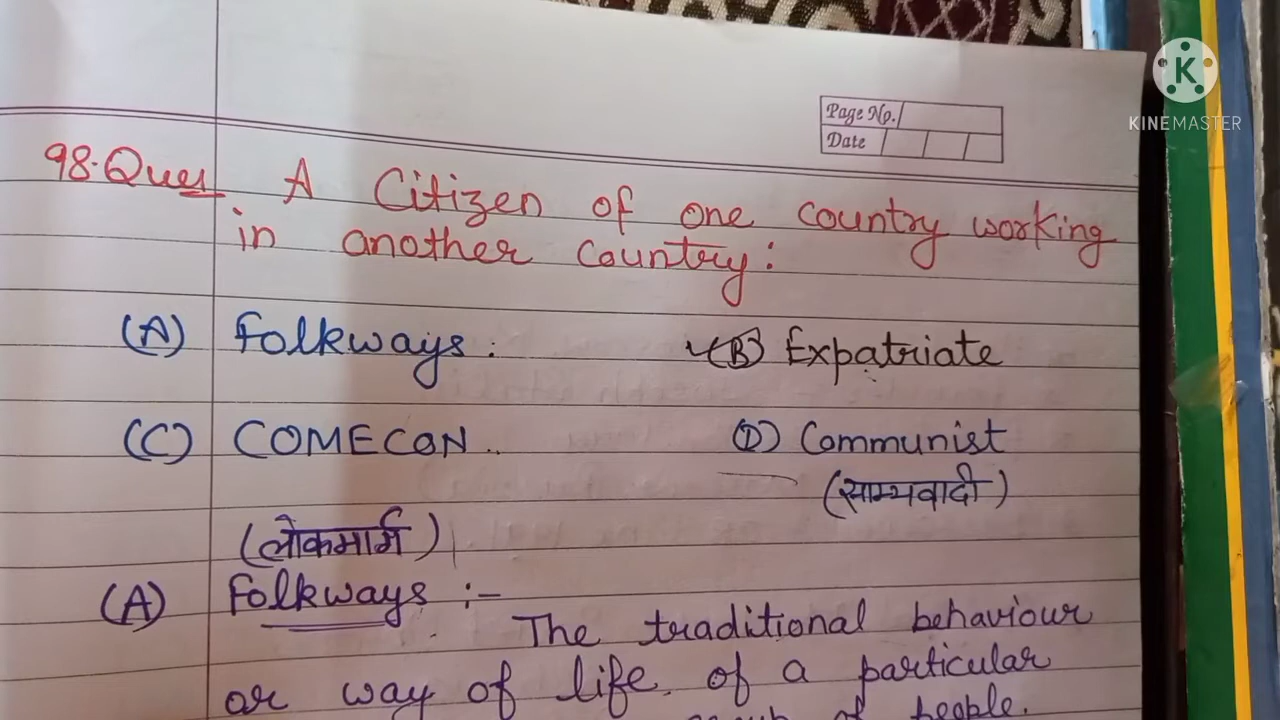 Page No.
Date
KINEMASTER
98. Ques. A Citizen of one country working
in another country:
(A) Folkways:
(B) Expatriate
(C) COMECON..
(D) Communist
(साम्यवादी)
(लोकमार्ग)
(A) Folkways :-
The traditional behaviour
or way of life of a particular
of people.